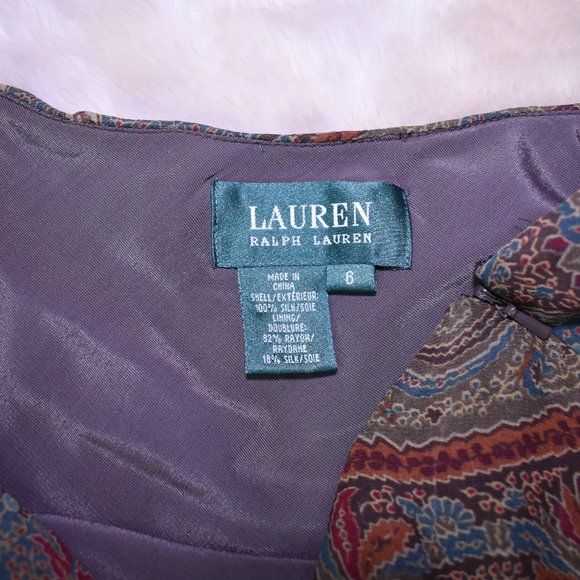 LAUREN
RALPH LAUREN
6
MADE IN
CHINA
SHELL/EXTÉRIEUR:
100% SILK/SOIE
LINING/
DOUBLURE:
82% RAYON/
RAYONNE
18% SILK/SOIE